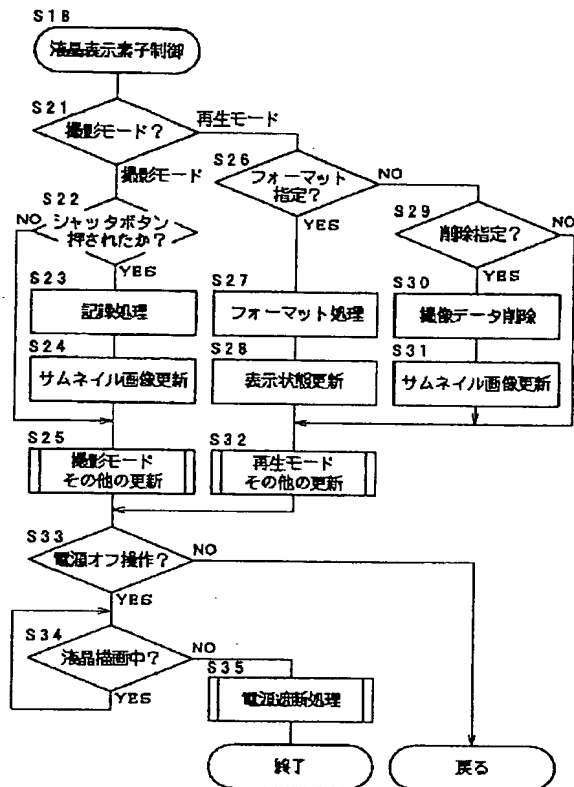 S18
液晶表示素子制御
S21
撮影モード?
再生モード
撮影モード
S22
シャッタボタン
押されたか?
NO
YES
S23
記録処理
S24
サムネイル画像更新
S25
撮影モード
その他の更新
S26
フォーマット
指定?
NO
YES
S27
フォーマット処理
S28
表示状態更新
S29
削除指定?
NO
YES
S30
撮像データ削除
S31
サムネイル画像更新
S32
再生モード
その他の更新
S33
電源オフ操作?
NO
YES
S34
液晶描画中?
NO
YES
S35
電源遮断処理
終了
戻る